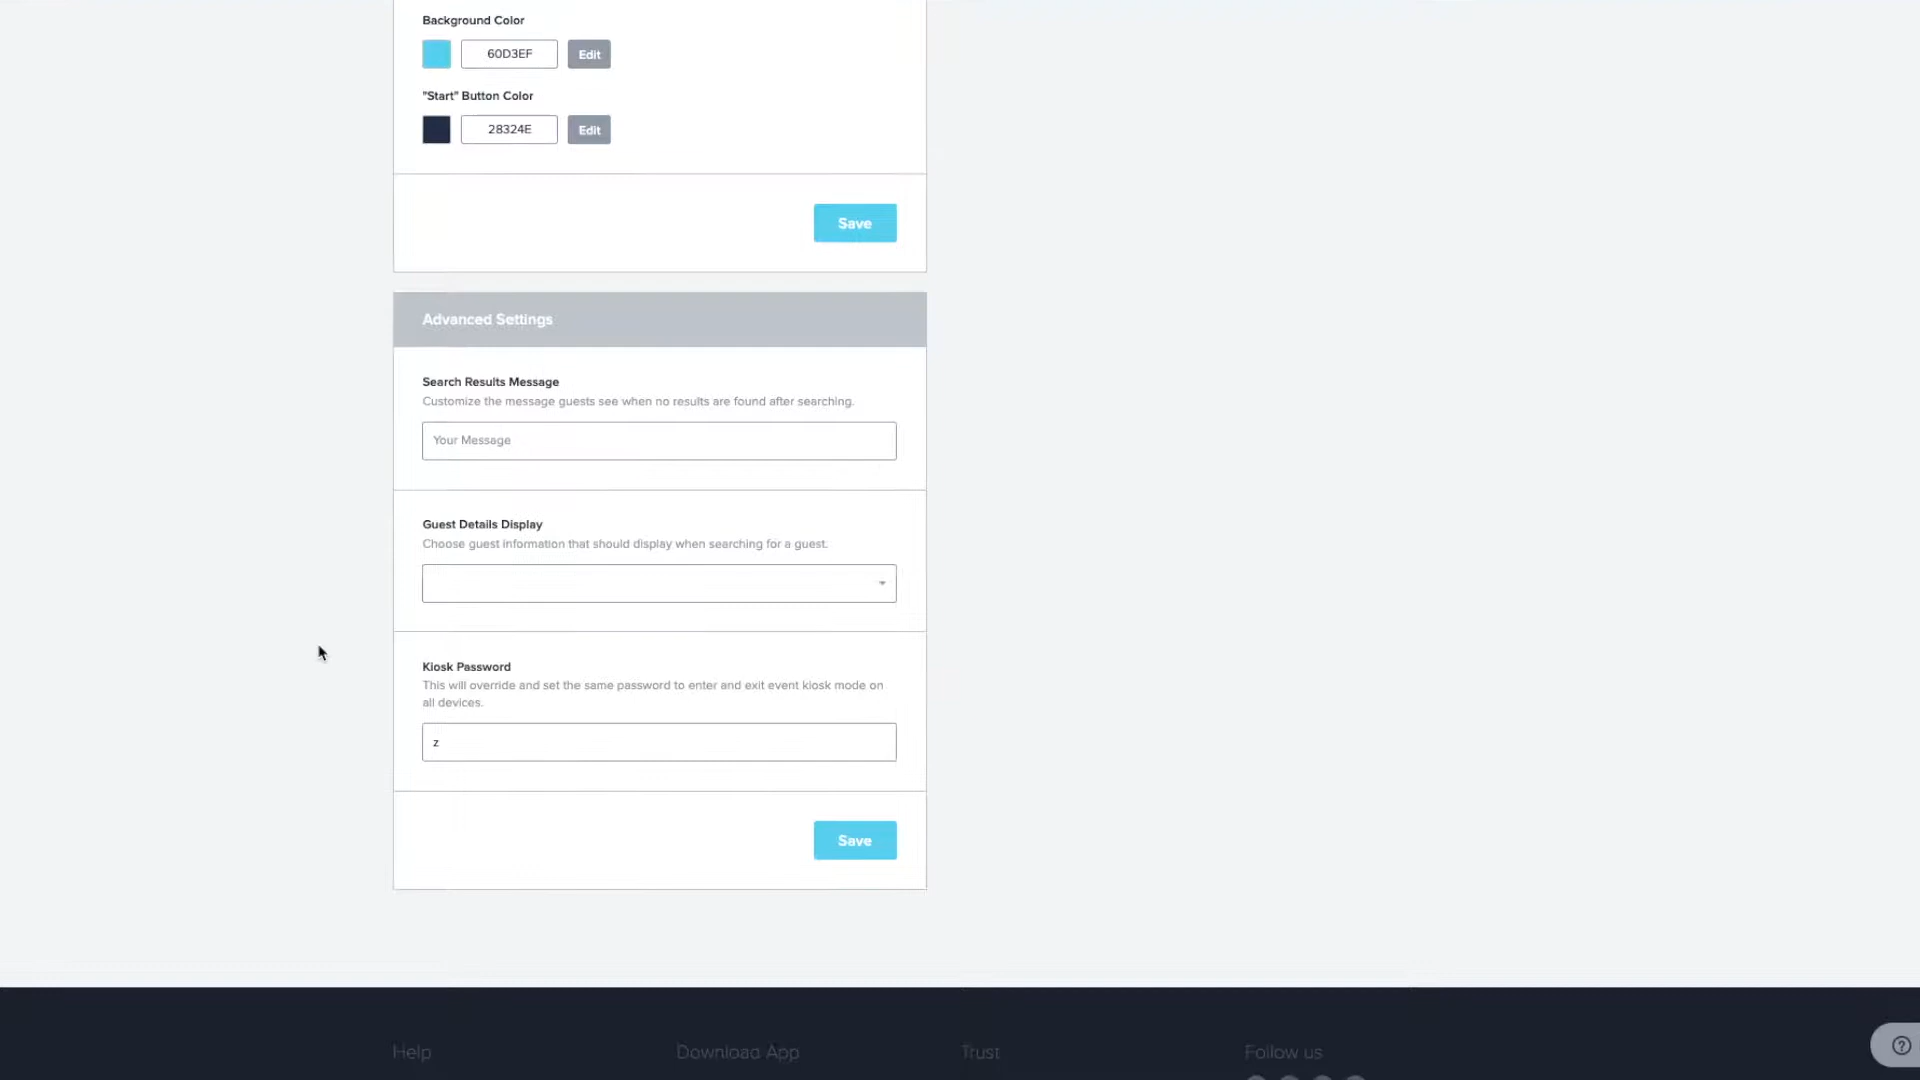 Background Color
60D3EF
Edit
"Start" Button Color
28324E
Edit
Save
Advanced Settings
Search Results Message
Customize the message guests see when no results are found after searching.
Your Message
Guest Details Display
Choose guest information that should display when searching for a guest.
Kiosk Password
This will override and set the same password to enter and exit event kiosk mode on
all devices.
z
Save
Help
Download App
Trust
Follow us
?